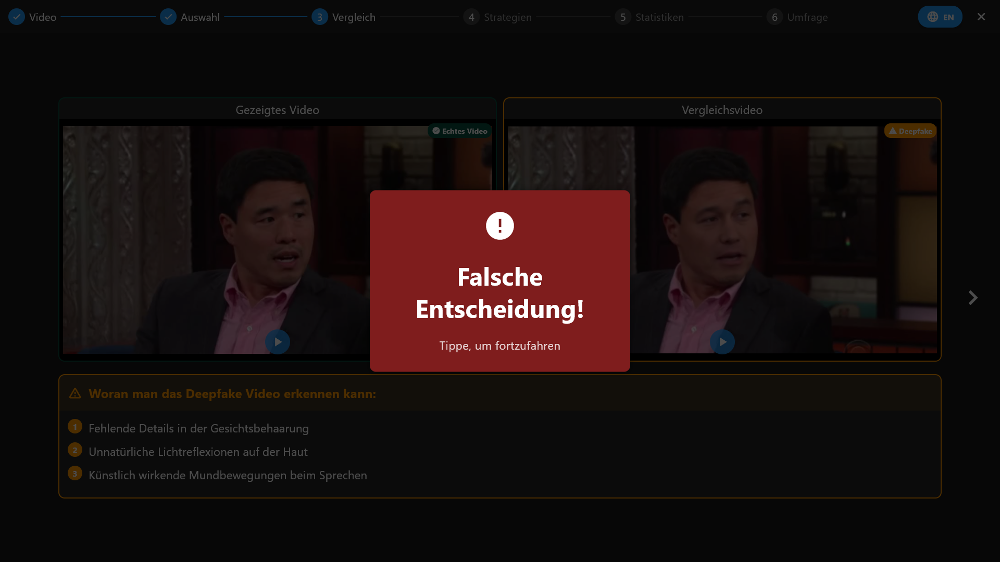 Video
Auswahl
3 Vergleich
4 Strategien
5 Statistiken
6 Umfrage
EN
Gezeigtes Video
Echtes Video
Vergleichsvideo
Deepfake
!
Falsche
Entscheidung!
Tippe, um fortzufahren
Woran man das Deepfake Video erkennen kann:
1 Fehlende Details in der Gesichtsbehaarung
2 Unnatürliche Lichtreflexionen auf der Haut
3 Künstlich wirkende Mundbewegungen beim Sprechen